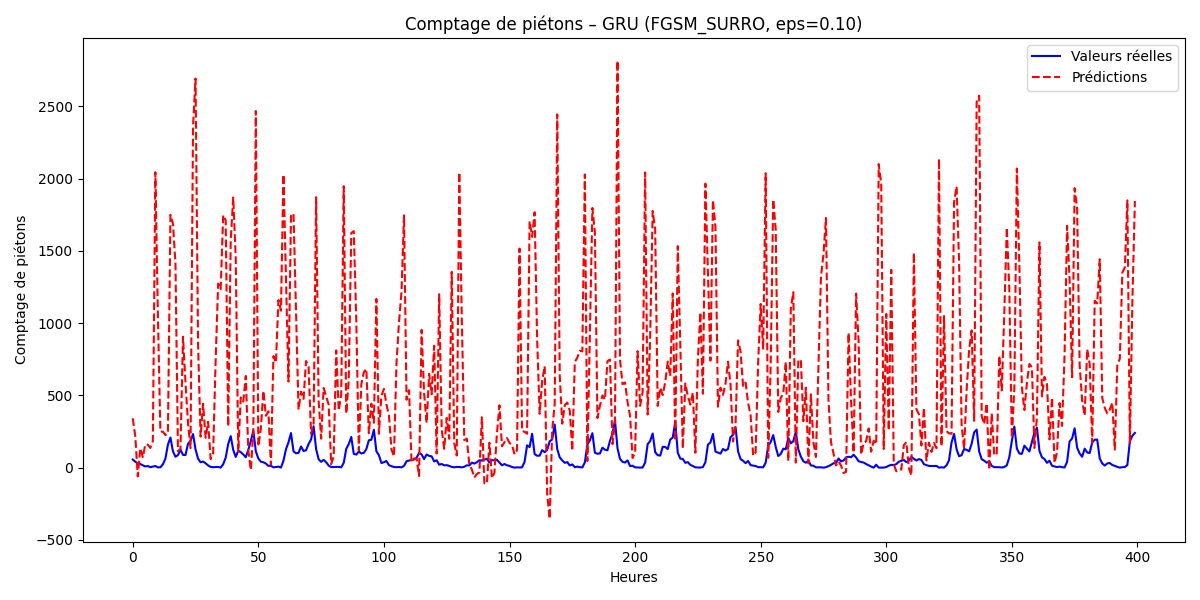 Comptage de piétons – GRU (FGSM_SURRO, eps=0.10)
Valeurs réelles
Prédictions
Comptage de piétons
2500
2000
1500
1000
500
0
−500
0 50 100 150 200 250 300 350 400
Heures